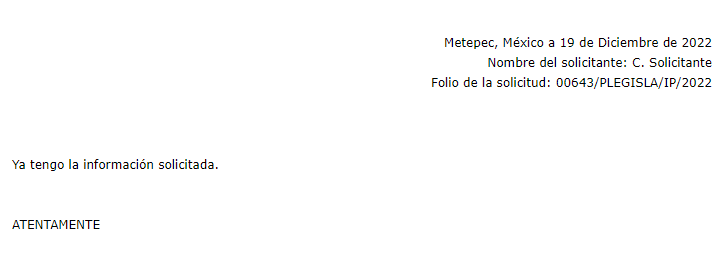 Metepec, México a 19 de Diciembre de 2022
Nombre del solicitante: C. Solicitante
Folio de la solicitud: 00643/PLEGISLA/IP/2022
Ya tengo la información solicitada.
ATENTAMENTE